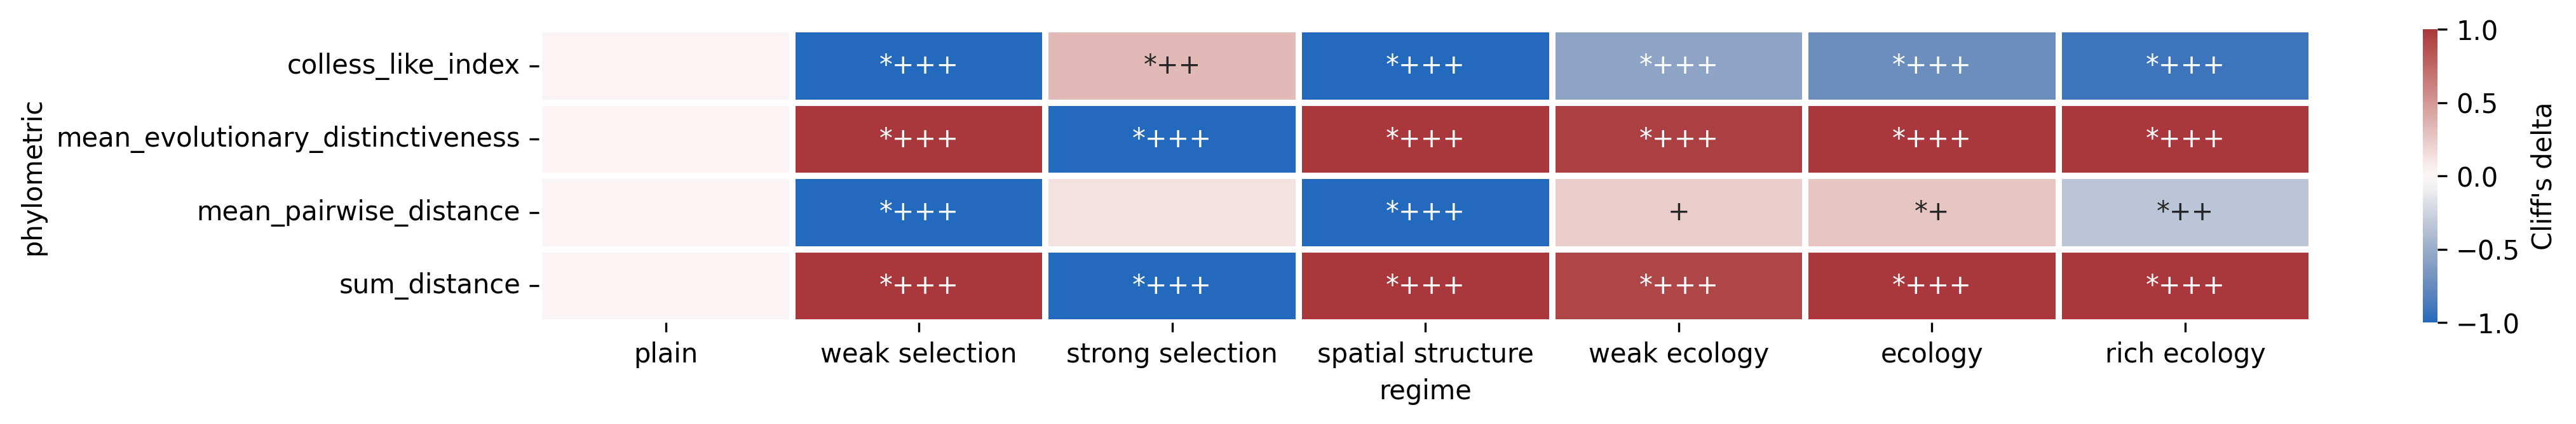 phylometric
colless_like_index *+++ *++ *+++ *+++ *+++ *+++
mean_evolutionary_distinctiveness *+++ *+++ *+++ *+++ *+++ *+++
mean_pairwise_distance *+++ *+++ + *+ *++
sum_distance *+++ *+++ *+++ *+++ *+++ *+++
plain weak selection strong selection spatial structure weak ecology ecology rich ecology
regime
1.0
0.5
0.0
−0.5
−1.0
Cliff's delta